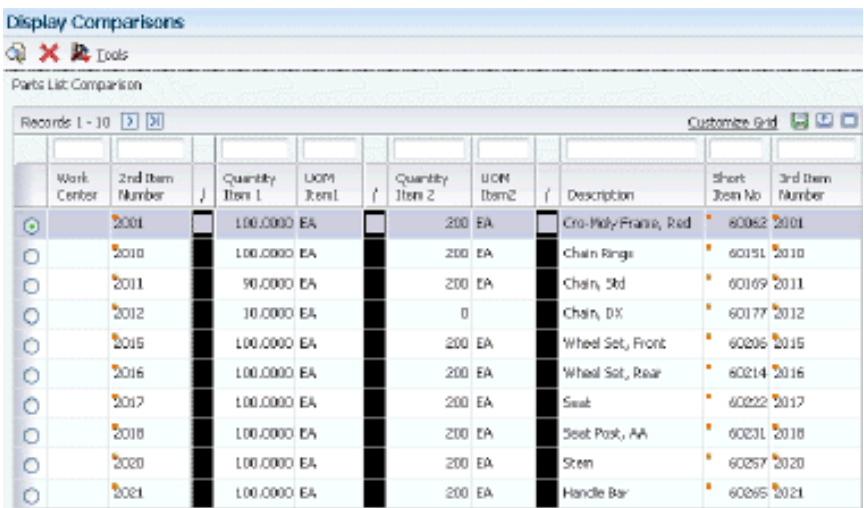 Display Comparisons
Tools
Parts List Comparison
Records 1 - 10 Customize Grid
Work Center 2nd Item Number / Quantity Item 1 UOM Item1 / Quantity Item 2 UOM Item2 / Description Short Item No 3rd Item Number
2001 100.0000 EA 200 EA Cro-Moly Frame, Red 60062 2001
2010 100.0000 EA 200 EA Chain Rings 60151 2010
2011 90.0000 EA 200 EA Chain, Std 60169 2011
2012 10.0000 EA 0 Chain, DX 60177 2012
2015 100.0000 EA 200 EA Wheel Set, Front 60206 2015
2016 100.0000 EA 200 EA Wheel Set, Rear 60214 2016
2017 100.0000 EA 200 EA Seat 60222 2017
2018 100.0000 EA 200 EA Seat Post, AA 60231 2018
2020 100.0000 EA 200 EA Stem 60257 2020
2021 100.0000 EA 200 EA Handle Bar 60265 2021